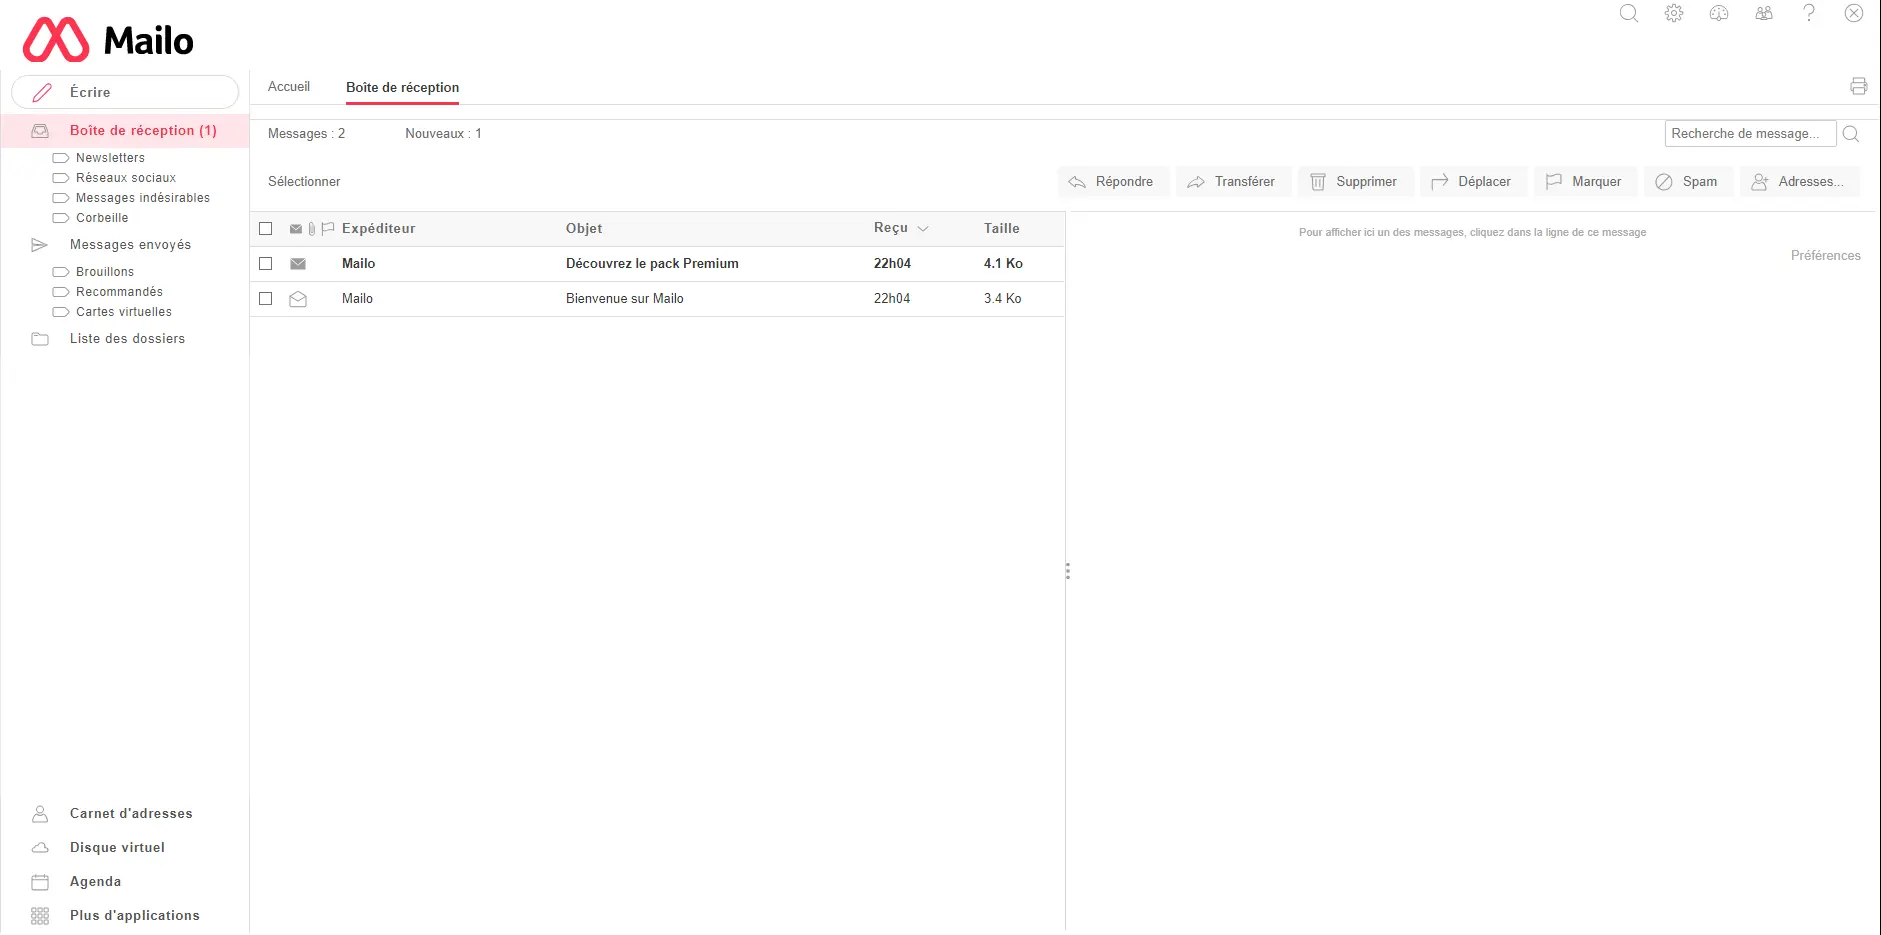 Mailo
Écrire
Boîte de réception (1)
Newsletters
Réseaux sociaux
Messages indésirables
Corbeille
Messages envoyés
Brouillons
Recommandés
Cartes virtuelles
Liste des dossiers
Carnet d'adresses
Disque virtuel
Agenda
Plus d'applications
Accueil Boîte de réception
Messages : 2 Nouveaux : 1 Recherche de message...
Sélectionner Répondre Transférer Supprimer Déplacer Marquer Spam Adresses...
Expéditeur Objet Reçu Taille
Mailo Découvrez le pack Premium 22h04 4.1 Ko
Mailo Bienvenue sur Mailo 22h04 3.4 Ko
Pour afficher ici un des messages, cliquez dans la ligne de ce message
Préférences